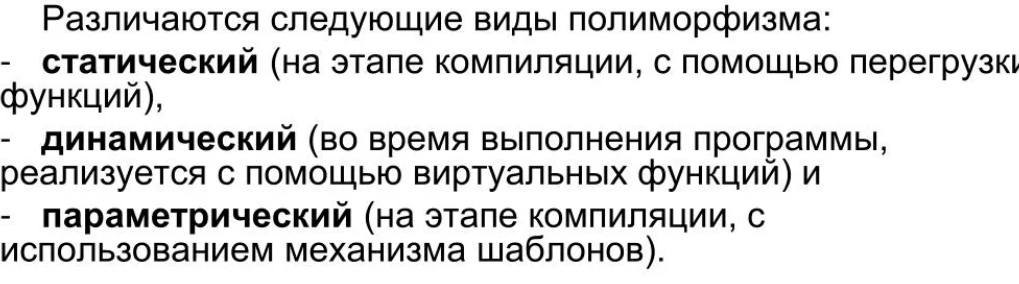 Различаются следующие виды полиморфизма:
- статический (на этапе компиляции, с помощью перегрузки
функций),
- динамический (во время выполнения программы,
реализуется с помощью виртуальных функций) и
- параметрический (на этапе компиляции, с
использованием механизма шаблонов).